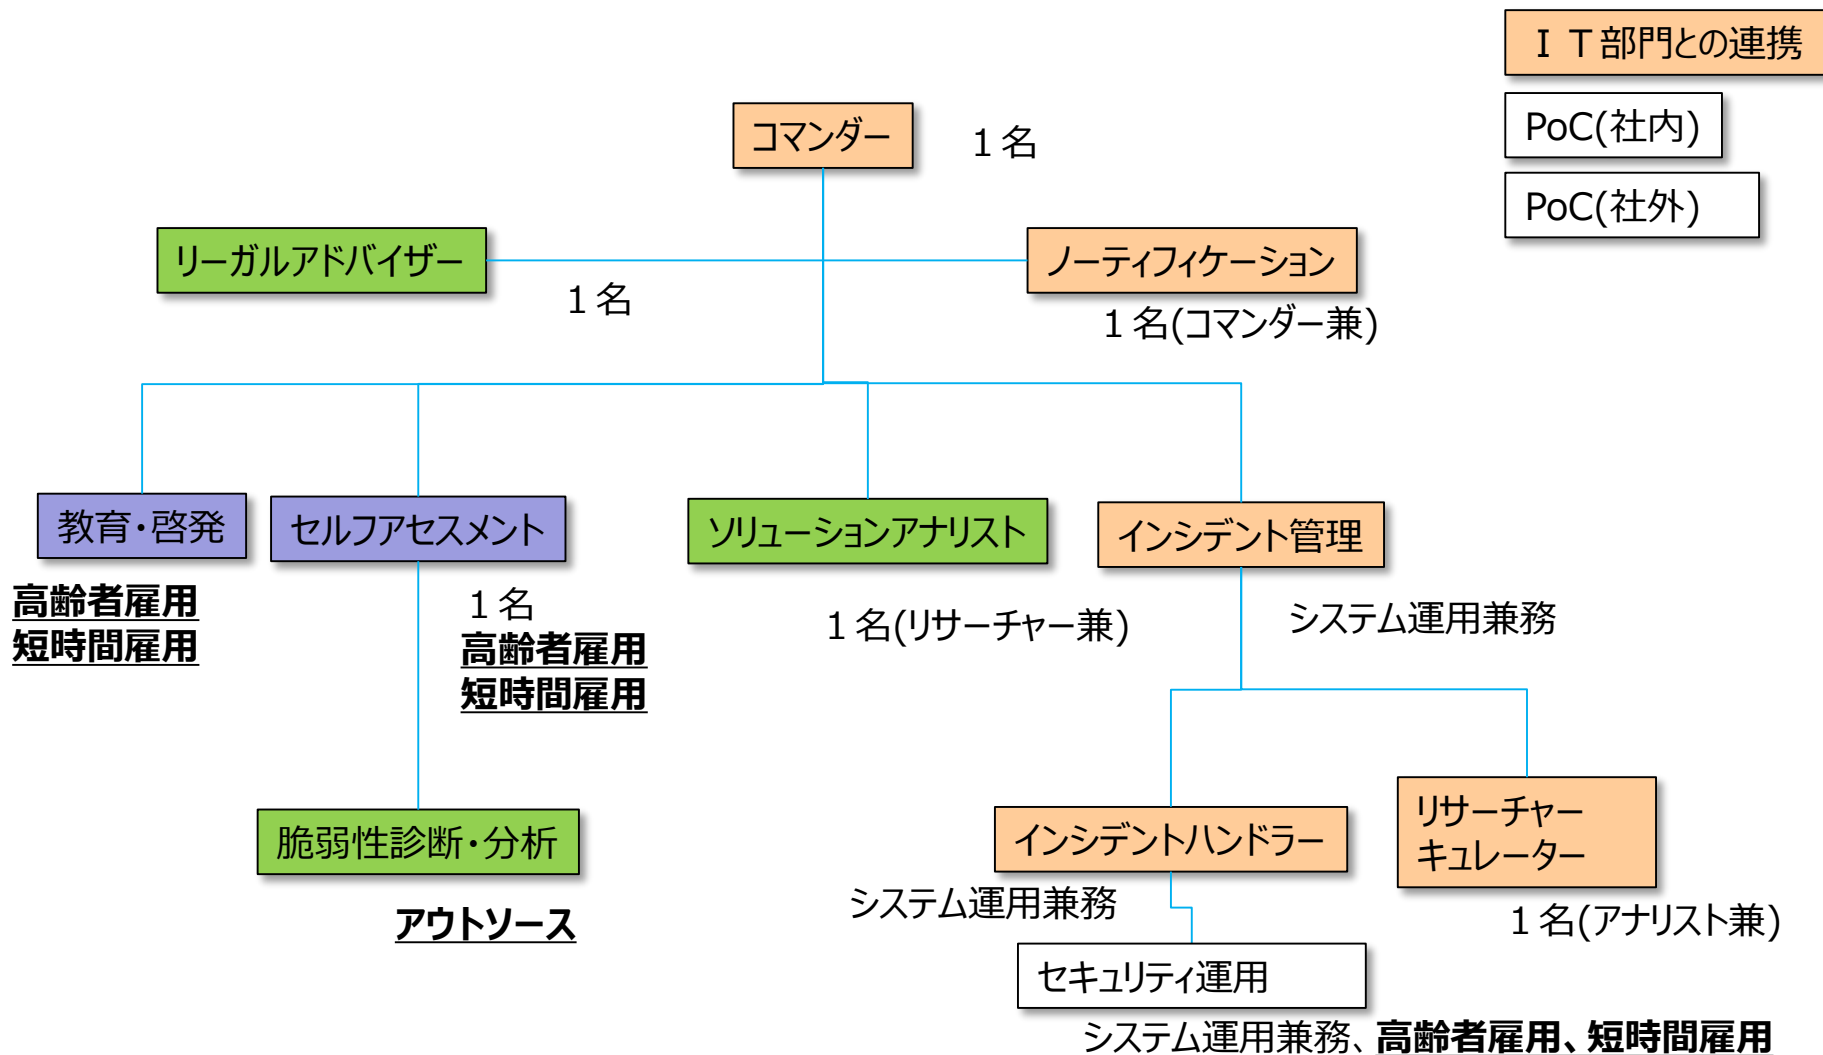 ＩＴ部門との連携
PoC(社内)
PoC(社外)
コマンダー
１名
リーガルアドバイザー
１名
ノーティフィケーション
１名(コマンダー兼)
教育・啓発
高齢者雇用
短時間雇用
セルフアセスメント
１名
高齢者雇用
短時間雇用
ソリューションアナリスト
１名(リサーチャー兼)
インシデント管理
システム運用兼務
脆弱性診断・分析
アウトソース
インシデントハンドラー
システム運用兼務
リサーチャー
キュレーター
１名(アナリスト兼)
セキュリティ運用
システム運用兼務、高齢者雇用、短時間雇用